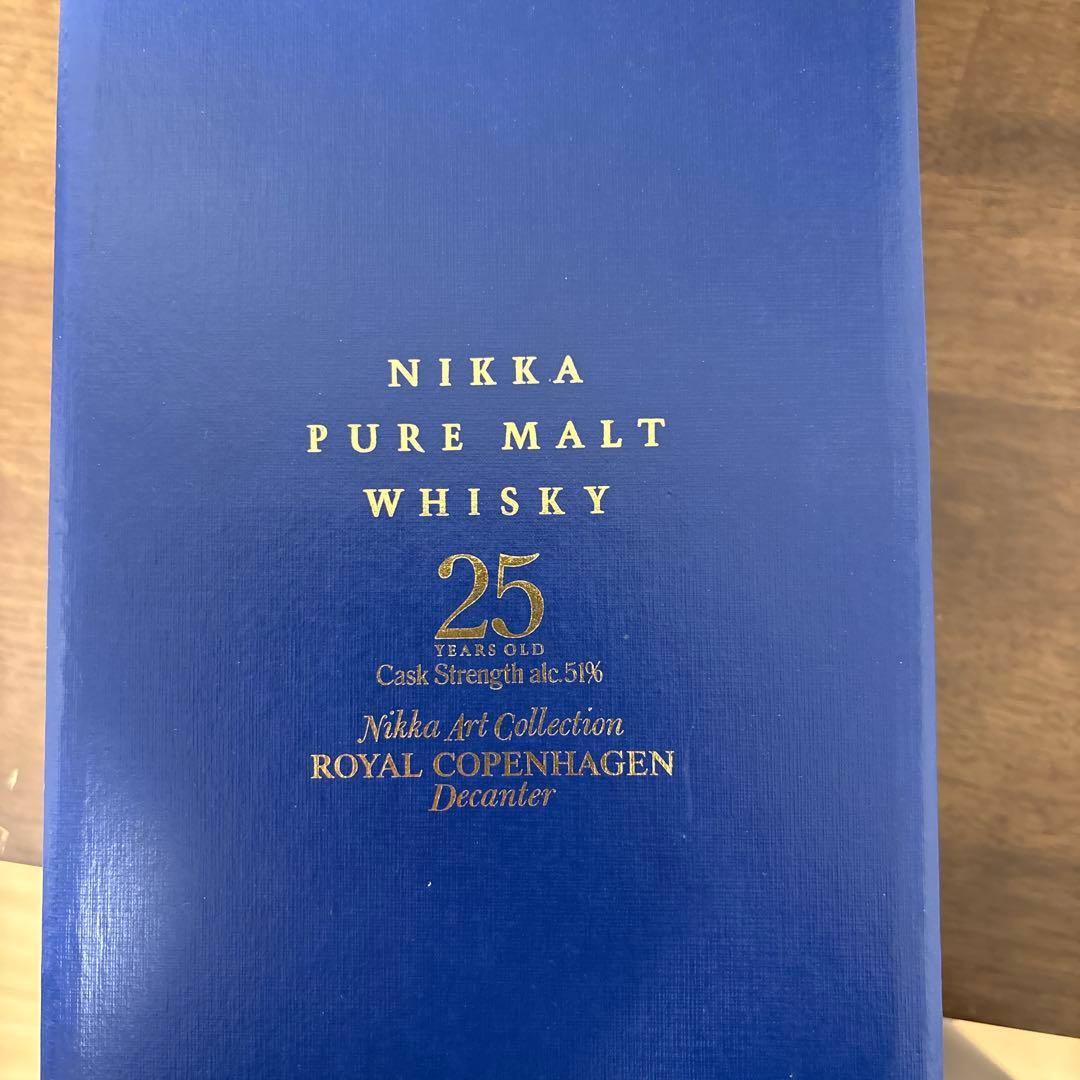 NIKKA
PURE MALT
WHISKY
25
YEARS OLD
Cask Strength alc.51%
Nikka Art Collection
ROYAL COPENHAGEN
Decanter